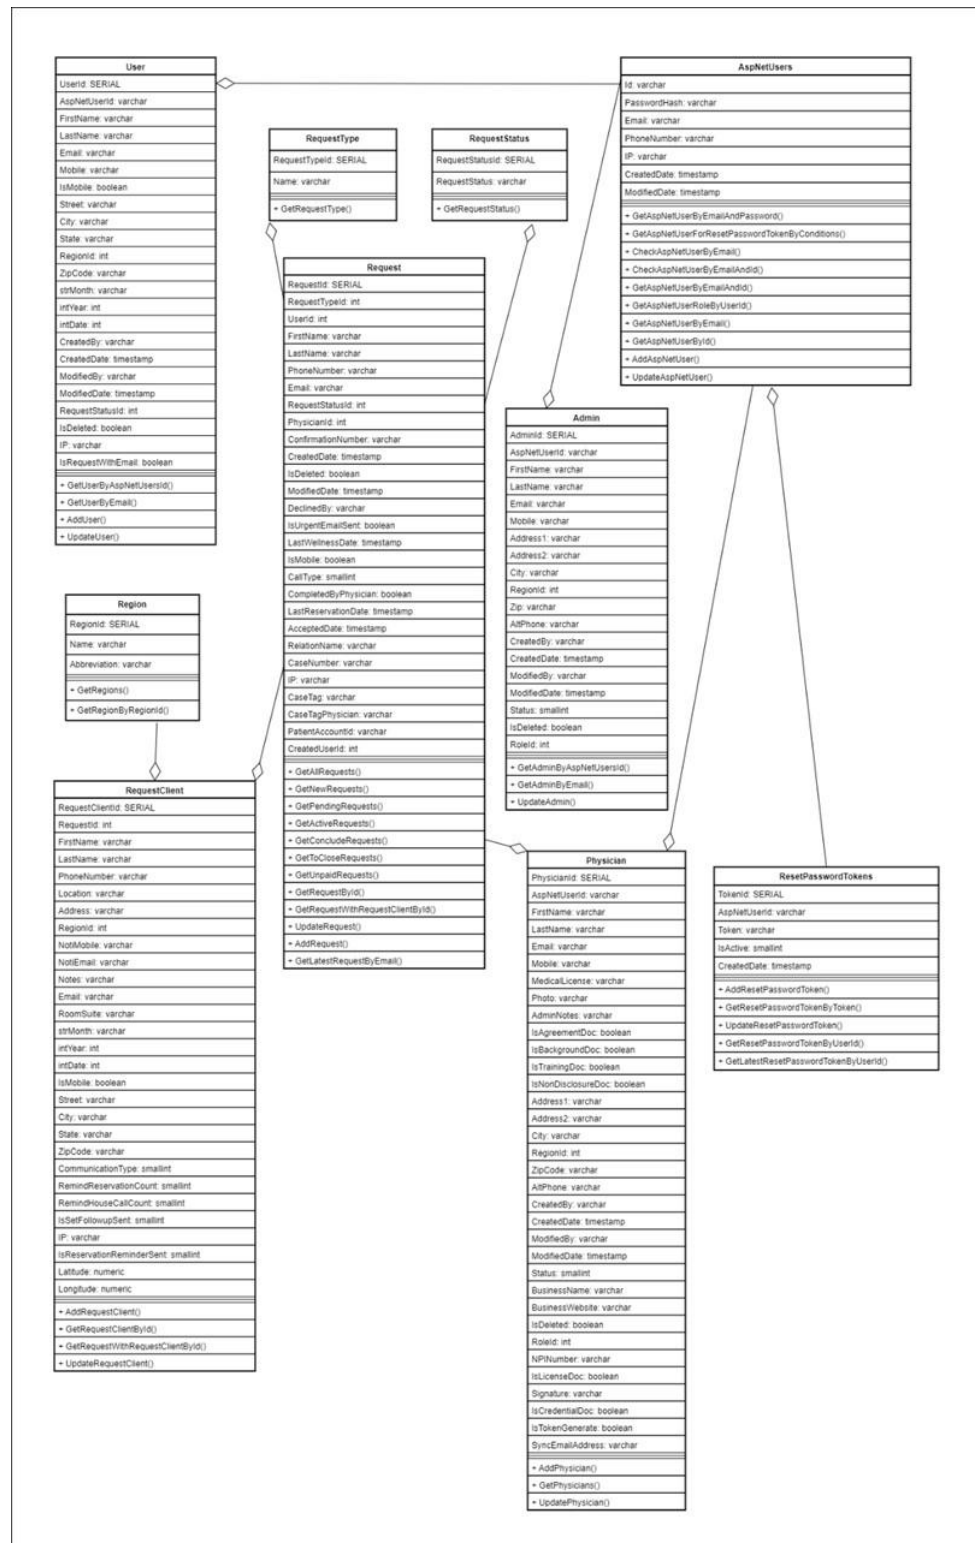 User
UserId: SERIAL
AspNetUserId: varchar
FirstName: varchar
LastName: varchar
Email: varchar
Mobile: varchar
IsMobile: boolean
Street: varchar
City: varchar
State: varchar
RegionId: int
ZipCode: varchar
strMonth: varchar
intYear: int
intDate: int
CreatedBy: varchar
CreatedDate: timestamp
ModifiedBy: varchar
ModifiedDate: timestamp
RequestStatusId: int
IsDeleted: boolean
IP: varchar
IsRequestWithEmail: boolean
+ GetUserByAspNetUsersId()
+ GetUserByEmail()
+ AddUser()
+ UpdateUser()
RequestType
RequestTypeId: SERIAL
Name: varchar
+ GetRequestType()
RequestStatus
RequestStatusId: SERIAL
RequestStatus: varchar
+ GetRequestStatus()
AspNetUsers
Id: varchar
PasswordHash: varchar
Email: varchar
PhoneNumber: varchar
IP: varchar
CreatedDate: timestamp
ModifiedDate: timestamp
+ GetAspNetUserByEmailAndPassword()
+ GetAspNetUserForResetPasswordTokenByConditions()
+ CheckAspNetUserByEmail()
+ CheckAspNetUserByEmailAndId()
+ GetAspNetUserByEmailAndId()
+ GetAspNetUserRoleByUserId()
+ GetAspNetUserByEmail()
+ GetAspNetUserById()
+ AddAspNetUser()
+ UpdateAspNetUser()
Request
RequestId: SERIAL
RequestTypeId: int
UserId: int
FirstName: varchar
LastName: varchar
PhoneNumber: varchar
Email: varchar
RequestStatusId: int
PhysicianId: int
ConfirmationNumber: varchar
CreatedDate: timestamp
IsDeleted: boolean
ModifiedDate: timestamp
DeclinedBy: varchar
IsUrgentEmailSent: boolean
LastWellnessDate: timestamp
IsMobile: boolean
CallType: smallint
CompletedByPhysician: boolean
LastReservationDate: timestamp
AcceptedDate: timestamp
RelationName: varchar
CaseNumber: varchar
IP: varchar
CaseTag: varchar
CaseTagPhysician: varchar
PatientAccountId: varchar
CreatedUserId: int
+ GetAllRequests()
+ GetNewRequests()
+ GetPendingRequests()
+ GetActiveRequests()
+ GetConcludeRequests()
+ GetToCloseRequests()
+ GetUnpaidRequests()
+ GetRequestById()
+ GetRequestWithRequestClientById()
+ UpdateRequest()
+ AddRequest()
+ GetLatestRequestByEmail()
Admin
AdminId: SERIAL
AspNetUserId: varchar
FirstName: varchar
LastName: varchar
Email: varchar
Mobile: varchar
Address1: varchar
Address2: varchar
City: varchar
RegionId: int
Zip: varchar
AltPhone: varchar
CreatedBy: varchar
CreatedDate: timestamp
ModifiedBy: varchar
ModifiedDate: timestamp
Status: smallint
IsDeleted: boolean
RoleId: int
+ GetAdminByAspNetUsersId()
+ GetAdminByEmail()
+ UpdateAdmin()
Region
RegionId: SERIAL
Name: varchar
Abbreviation: varchar
+ GetRegions()
+ GetRegionByRegionId()
RequestClient
RequestClientId: SERIAL
RequestId: int
FirstName: varchar
LastName: varchar
PhoneNumber: varchar
Location: varchar
Address: varchar
RegionId: int
NotiMobile: varchar
NotiEmail: varchar
Notes: varchar
Email: varchar
RoomSuite: varchar
strMonth: varchar
intYear: int
intDate: int
IsMobile: boolean
Street: varchar
City: varchar
State: varchar
ZipCode: varchar
CommunicationType: smallint
RemindReservationCount: smallint
RemindHouseCallCount: smallint
IsSetFollowupSent: smallint
IP: varchar
IsReservationReminderSent: smallint
Latitude: numeric
Longitude: numeric
+ AddRequestClient()
+ GetRequestClientById()
+ GetRequestWithRequestClientById()
+ UpdateRequestClient()
Physician
PhysicianId: SERIAL
AspNetUserId: varchar
FirstName: varchar
LastName: varchar
Email: varchar
Mobile: varchar
MedicalLicense: varchar
Photo: varchar
AdminNotes: varchar
IsAgreementDoc: boolean
IsBackgroundDoc: boolean
IsTrainingDoc: boolean
IsNonDisclosureDoc: boolean
Address1: varchar
Address2: varchar
City: varchar
RegionId: int
ZipCode: varchar
AltPhone: varchar
CreatedBy: varchar
CreatedDate: timestamp
ModifiedBy: varchar
ModifiedDate: timestamp
Status: smallint
BusinessName: varchar
BusinessWebsite: varchar
IsDeleted: boolean
RoleId: int
NPINumber: varchar
IsLicenseDoc: boolean
Signature: varchar
IsCredentialDoc: boolean
IsTokenGenerate: boolean
SyncEmailAddress: varchar
+ AddPhysician()
+ GetPhysicians()
+ UpdatePhysician()
ResetPasswordTokens
TokenId: SERIAL
AspNetUserId: varchar
Token: varchar
IsActive: smallint
CreatedDate: timestamp
+ AddResetPasswordToken()
+ GetResetPasswordTokenByToken()
+ UpdateResetPasswordToken()
+ GetResetPasswordTokenByUserId()
+ GetLatestResetPasswordTokenByUserId()